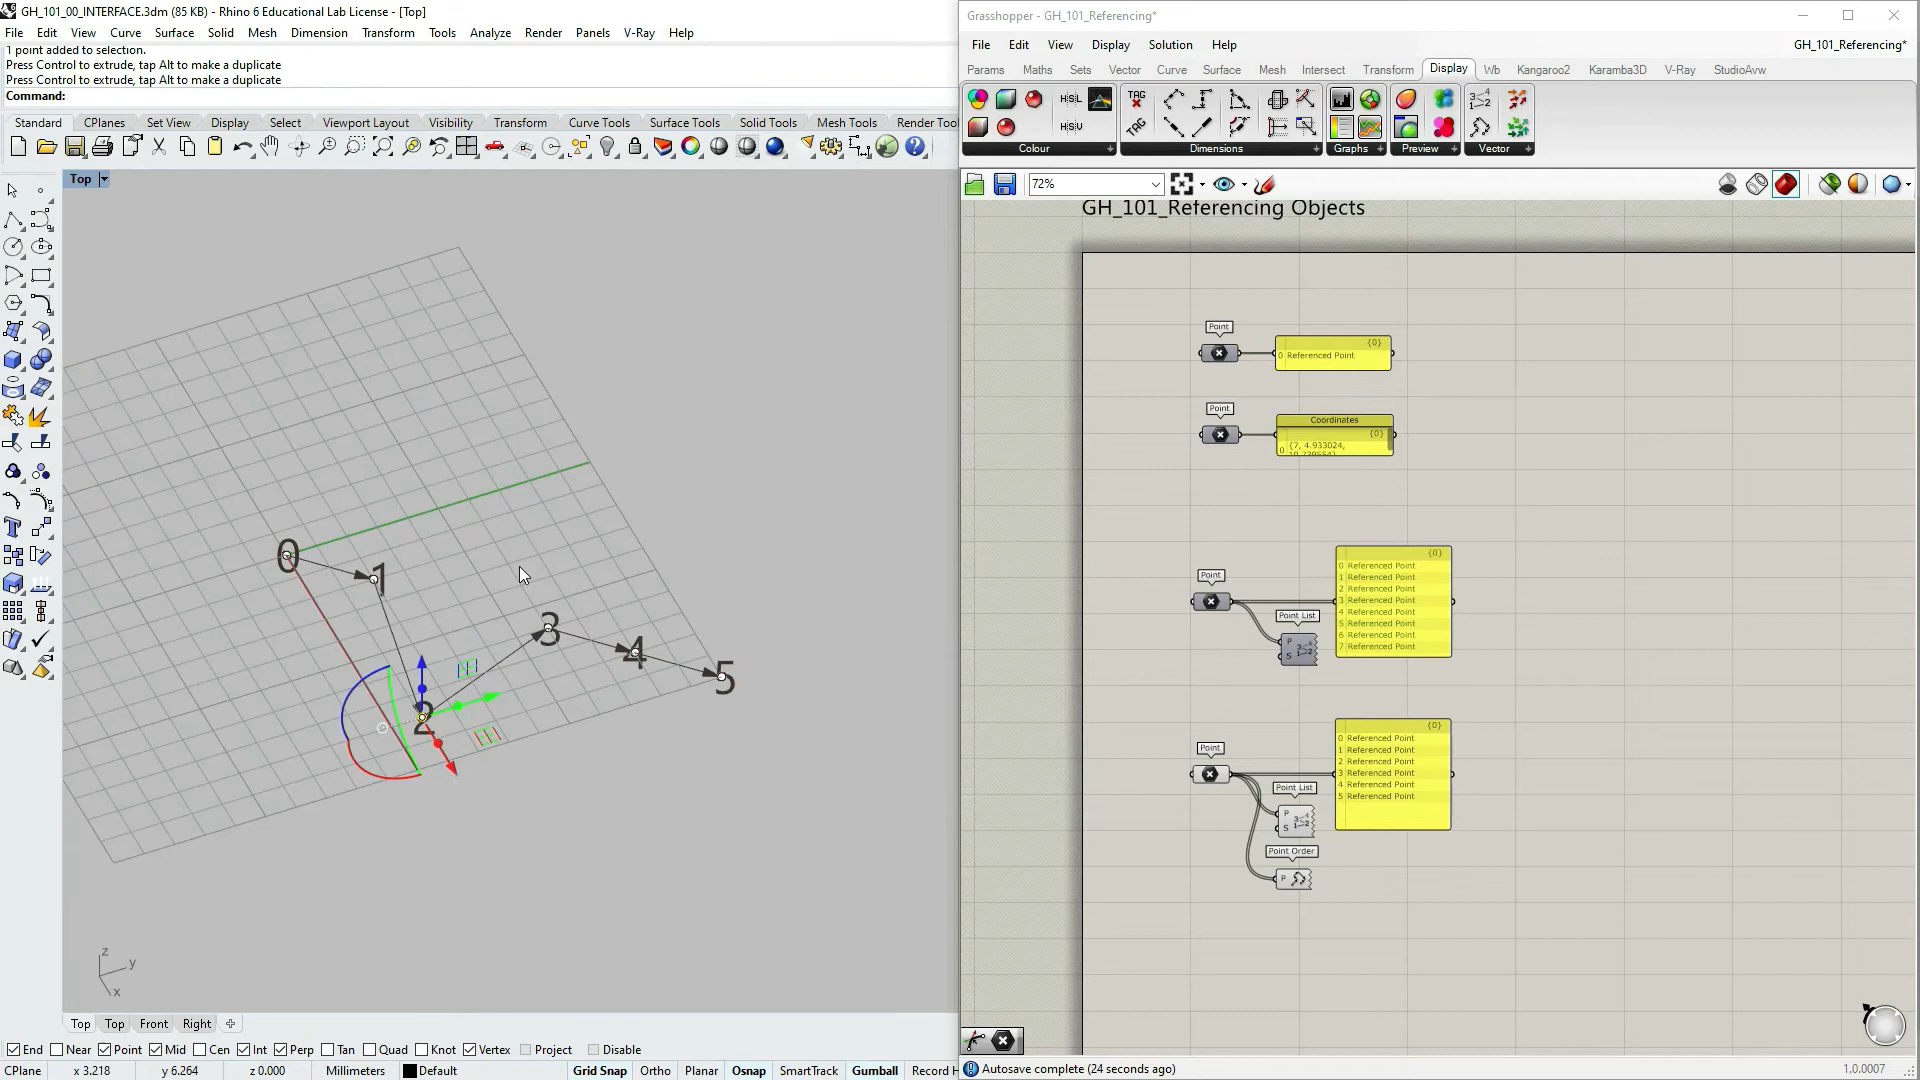 GH_101_00_INTERFACE.3dm (85 KB) - Rhino 6 Educational Lab License - [Top]
File Edit View Curve Surface Solid Mesh Dimension Transform Tools Analyze Render Panels V-Ray Help
1 point added to selection.
Press Control to extrude, tap Alt to make a duplicate
Press Control to extrude, tap Alt to make a duplicate
Command:
Standard CPlanes Set View Display Select Viewport Layout Visibility Transform Curve Tools Surface Tools Solid Tools Mesh Tools Render Tool
Top
0
1
2
3
4
5
z
y
x
Top Top Front Right
End Near Point Mid Cen Int Perp Tan Quad Knot Vertex Project Disable
CPlane x 3.218 y 6.264 z 0.000 Millimeters Default Grid Snap Ortho Planar Osnap SmartTrack Gumball Record H
Grasshopper - GH_101_Referencing*
File Edit View Display Solution Help GH_101_Referencing*
Params Maths Sets Vector Curve Surface Mesh Intersect Transform Display Wb Kangaroo2 Karamba3D V-Ray StudioAvw
Colour Dimensions Graphs Preview Vector
72%
GH_101_Referencing Objects
Point
{0}
0 Referenced Point
Point
Coordinates
{0}
{7, 4.933024,
0
Point
{0}
0 Referenced Point
1 Referenced Point
2 Referenced Point
3 Referenced Point
4 Referenced Point
5 Referenced Point
6 Referenced Point
7 Referenced Point
Point List
P
S
Point
{0}
0 Referenced Point
1 Referenced Point
2 Referenced Point
3 Referenced Point
4 Referenced Point
5 Referenced Point
Point List
P
S
Point Order
P
Autosave complete (24 seconds ago) 1.0.0007